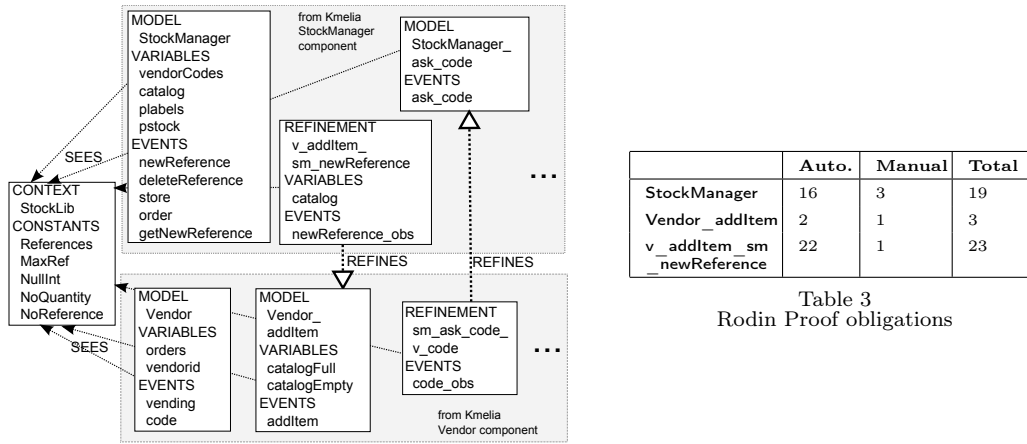 from Kmelia
StockManager
component
MODEL
StockManager
VARIABLES
vendorCodes
catalog
plabels
pstock
EVENTS
newReference
deleteReference
store
order
getNewReference
MODEL
StockManager_
ask_code
EVENTS
ask_code
REFINEMENT
v_addItem_
sm_newReference
VARIABLES
catalog
EVENTS
newReference_obs
...
SEES
CONTEXT
StockLib
CONSTANTS
References
MaxRef
NullInt
NoQuantity
NoReference
SEES
REFINES
REFINES
MODEL
Vendor
VARIABLES
orders
vendorid
EVENTS
vending
code
MODEL
Vendor_
addItem
VARIABLES
catalogFull
catalogEmpty
EVENTS
addItem
REFINEMENT
sm_ask_code_
v_code
EVENTS
code_obs
...
from Kmelia
Vendor component
Auto. Manual Total
StockManager 16 3 19
Vendor_addItem 2 1 3
v_addItem_sm 22 1 23
_newReference
Table 3
Rodin Proof obligations